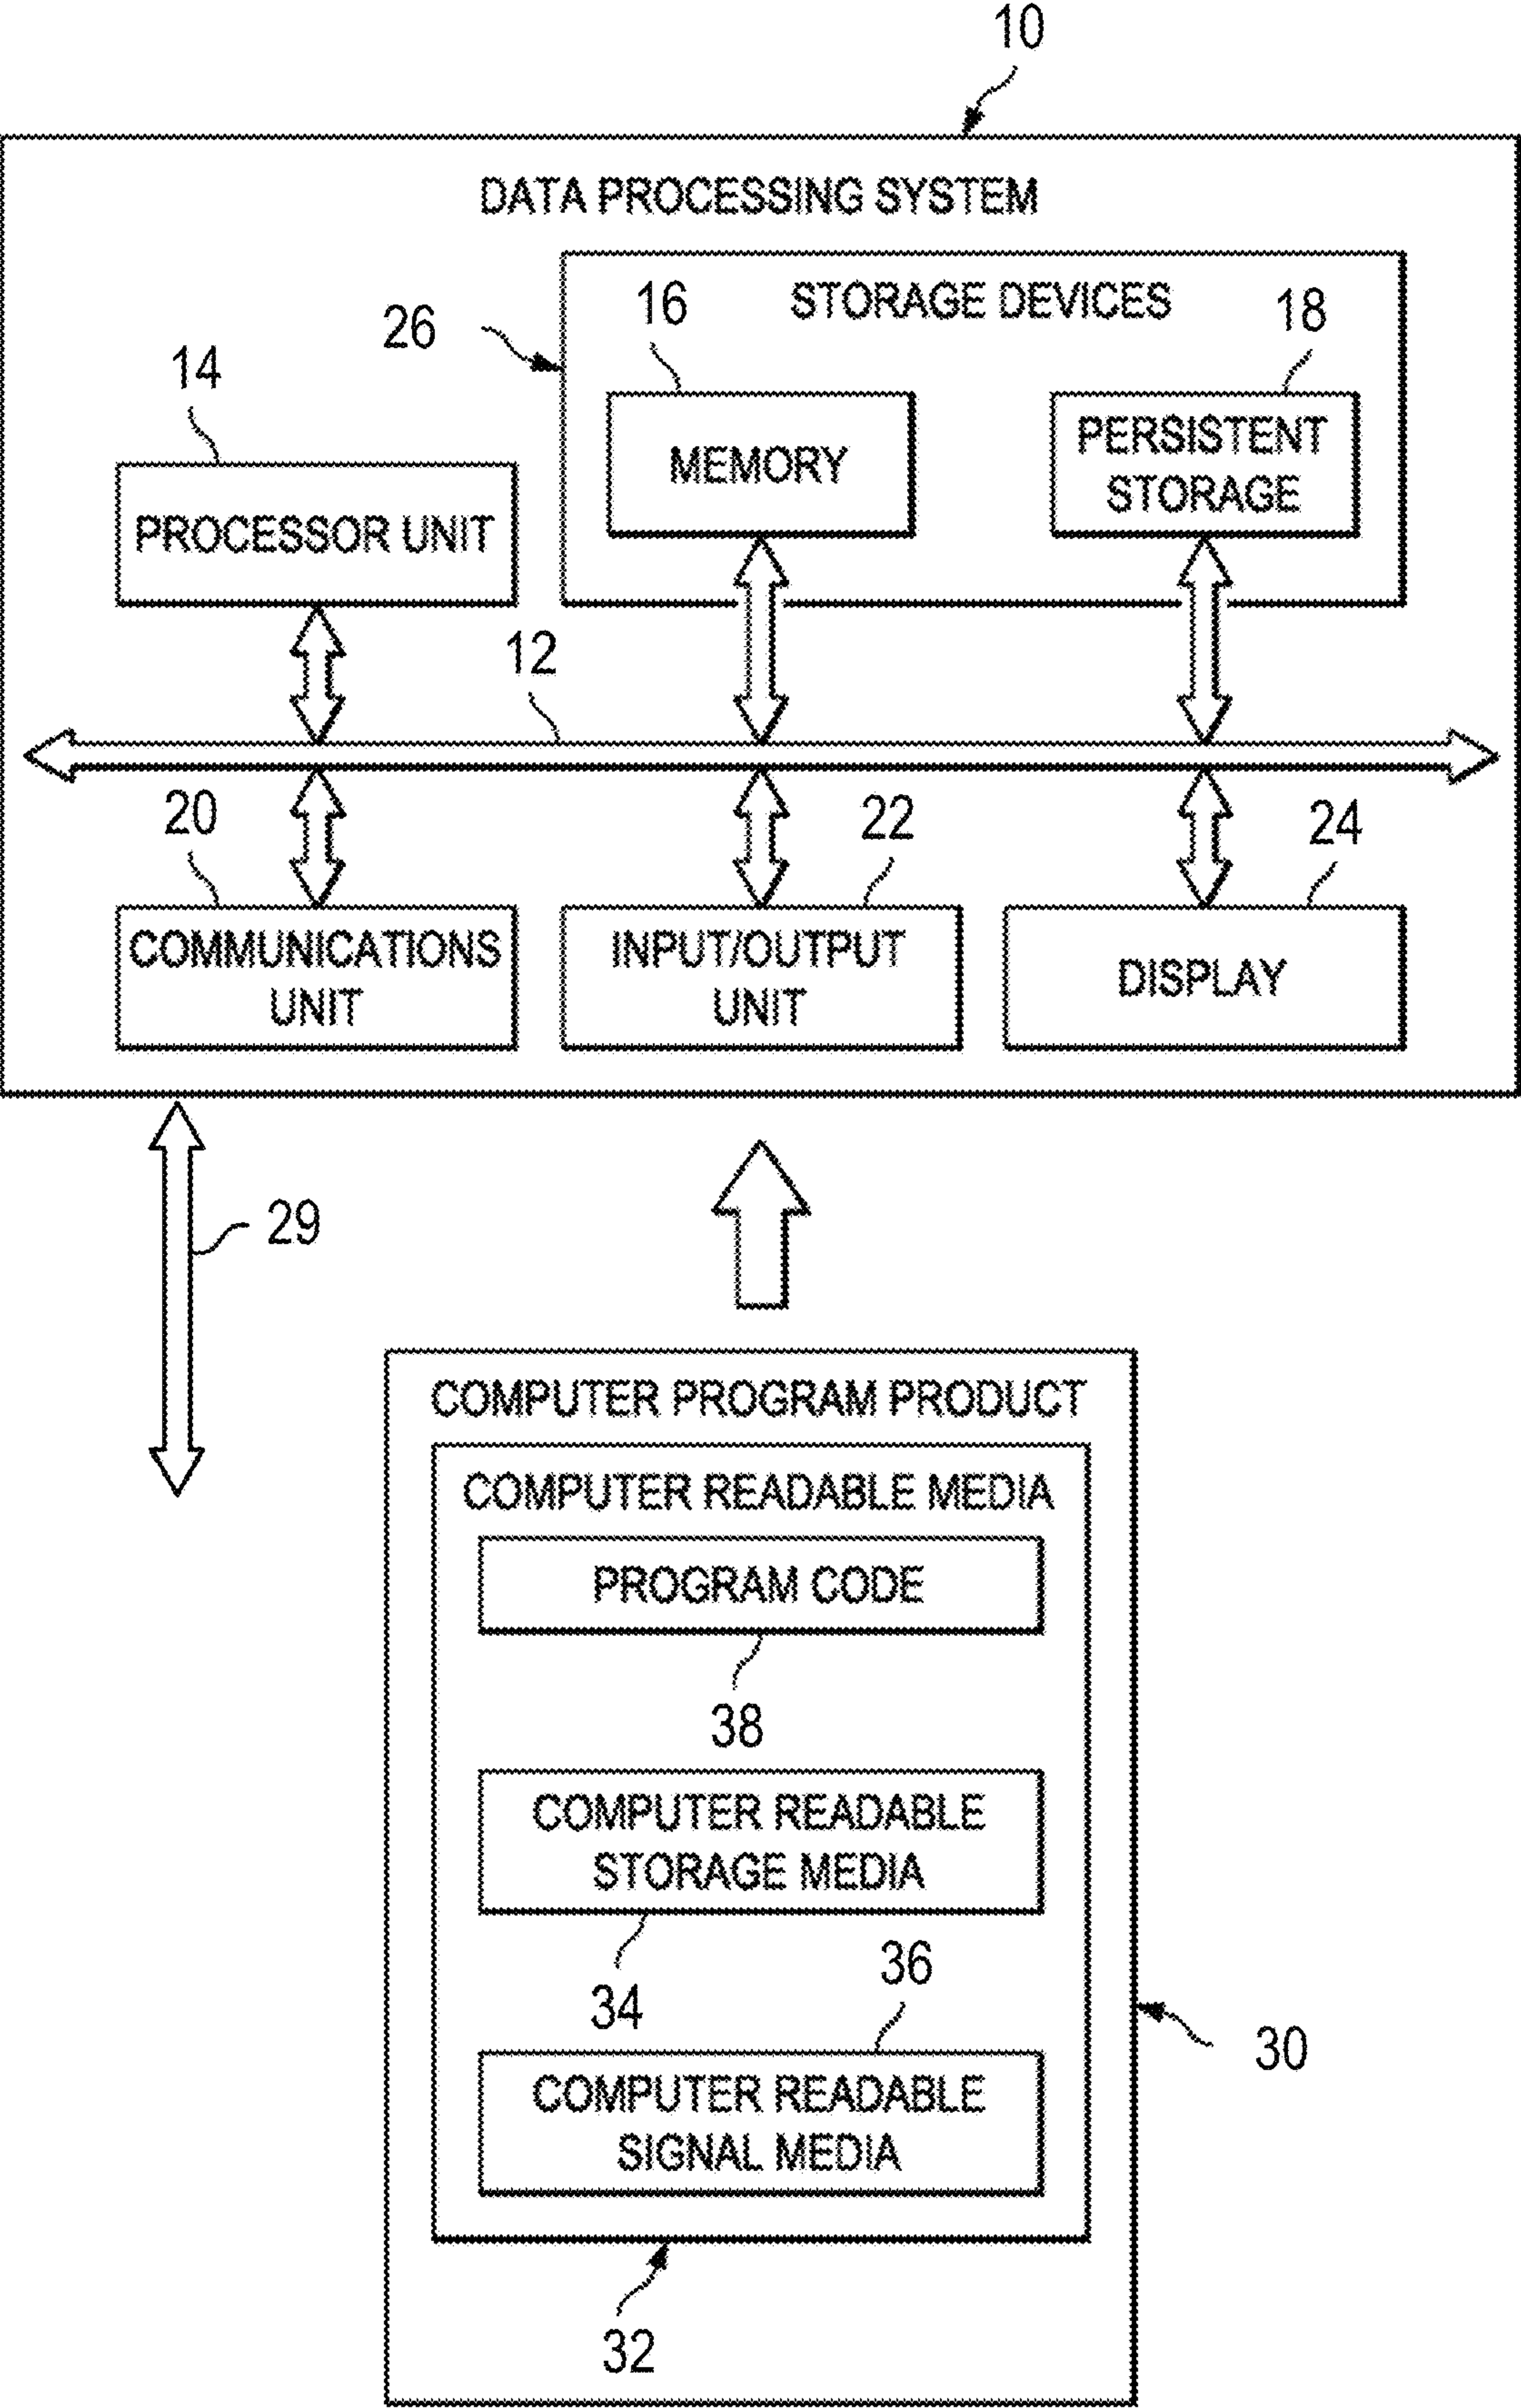 10
DATA PROCESSING SYSTEM
STORAGE DEVICES
26
16
18
14
MEMORY
PERSISTENT
STORAGE
PROCESSOR UNIT
12
20
22
24
COMMUNICATIONS
UNIT
INPUT/OUTPUT
UNIT
DISPLAY
29
COMPUTER PROGRAM PRODUCT
COMPUTER READABLE MEDIA
PROGRAM CODE
38
COMPUTER READABLE
STORAGE MEDIA
34
36
30
COMPUTER READABLE
SIGNAL MEDIA
32